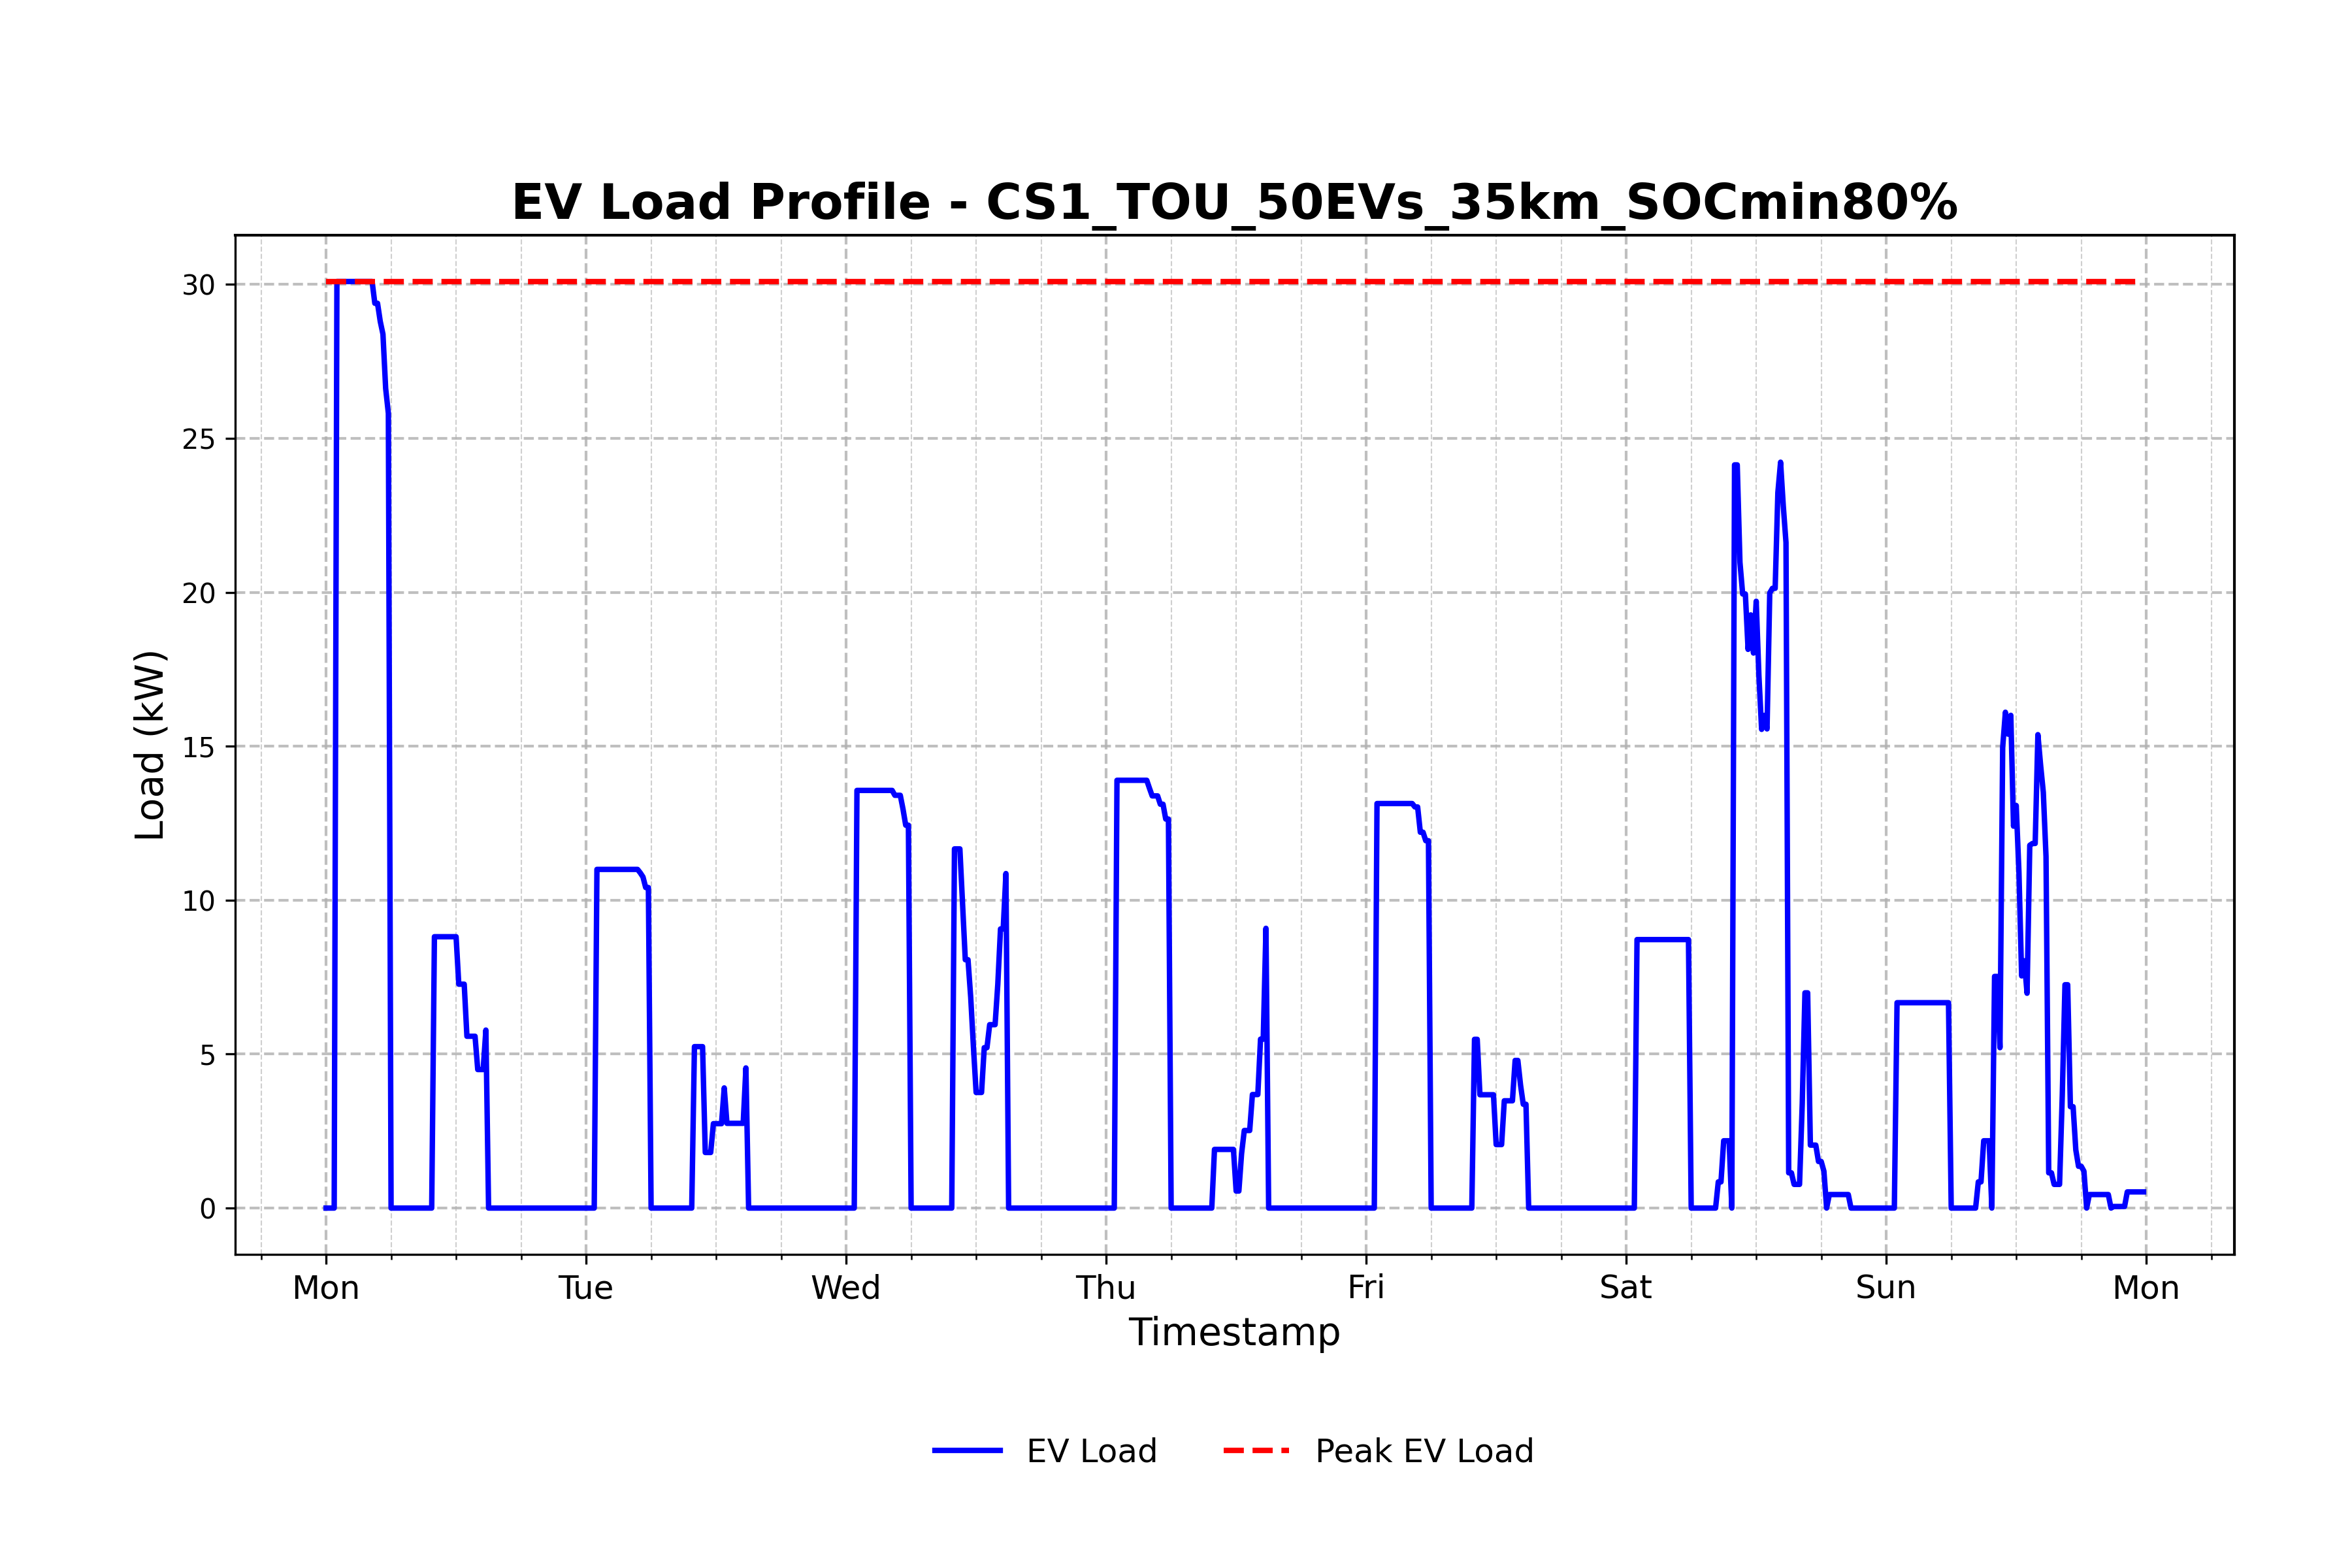 EV Load Profile - CS1_TOU_50EVs_35km_SOCmin80%
30
25
20
15
10
5
0
Load (kW)
Mon Tue Wed Thu Fri Sat Sun Mon
Timestamp
EV Load Peak EV Load